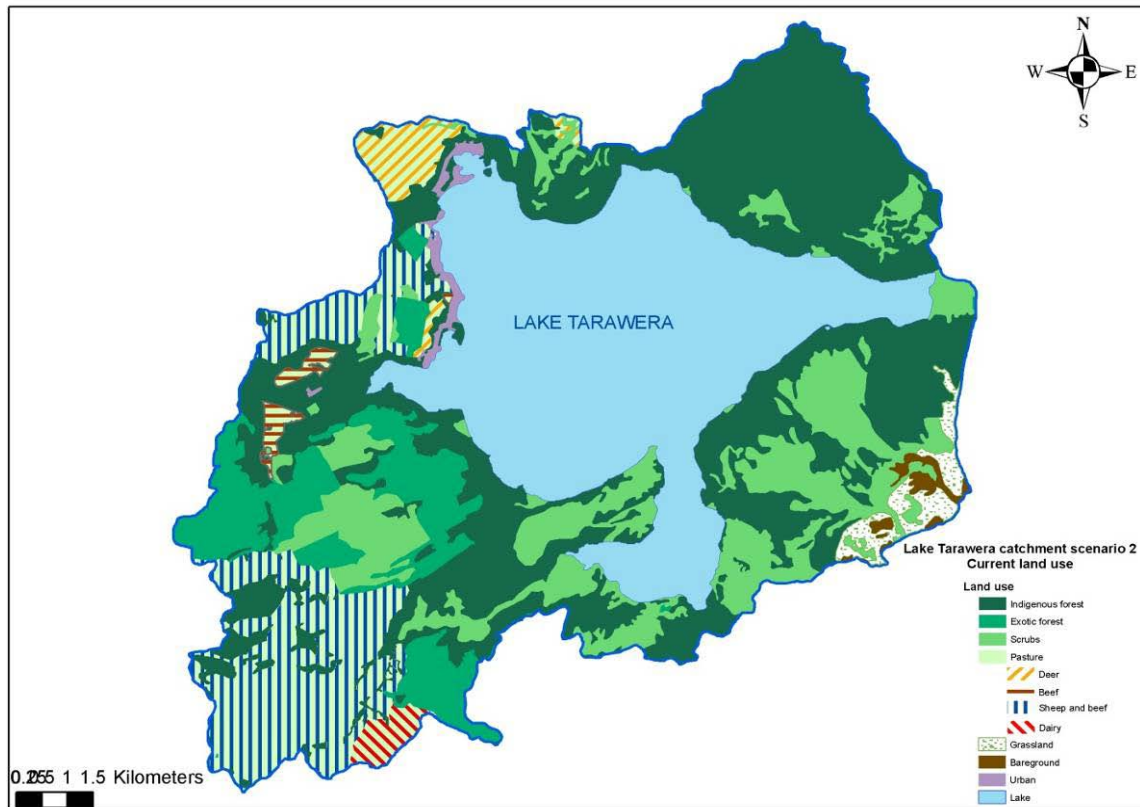 N
W E
S
LAKE TARAWERA
Lake Tarawera catchment scenario 2
Current land use
Land use
Indigenous forest
Exotic forest
Scrubs
Pasture
Deer
Beef
Sheep and beef
Dairy
Grassland
Bareground
Urban
Lake
1 1.5 Kilometers